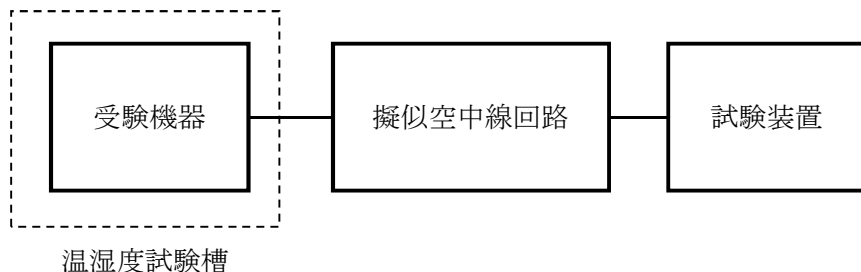 受験機器
擬似空中線回路
試験装置
温湿度試験槽